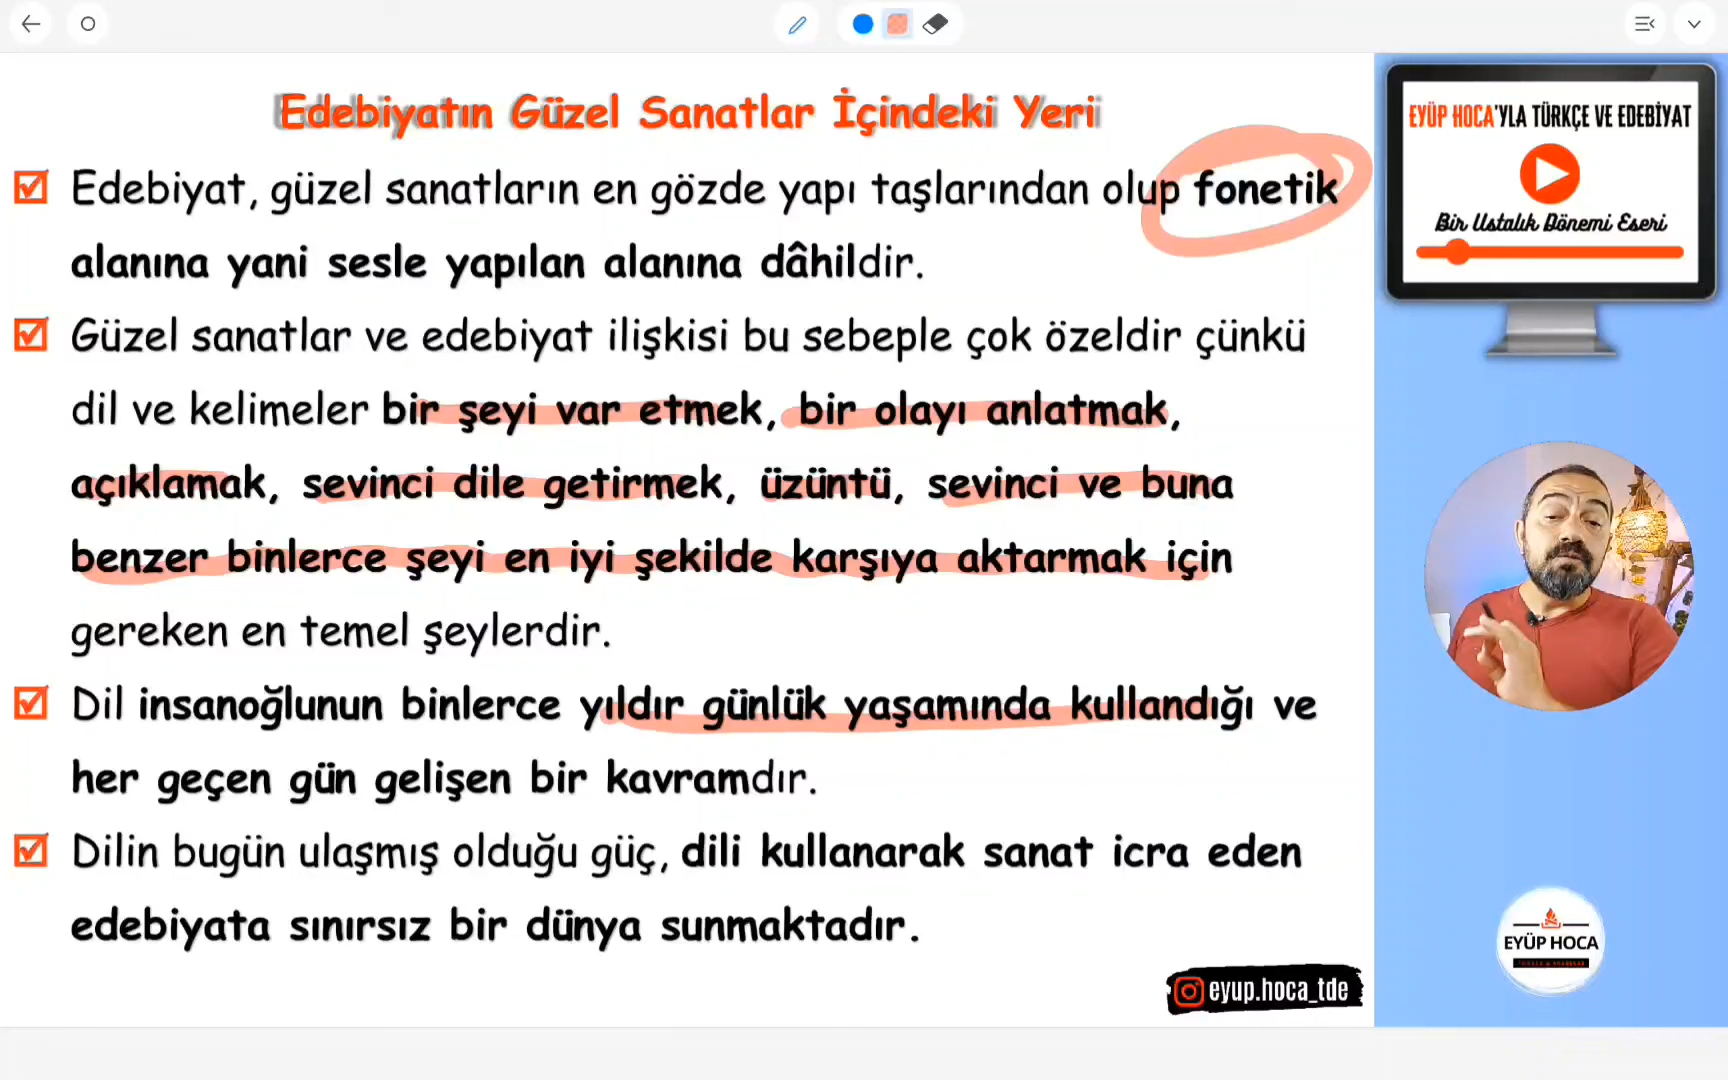 Edebiyatın Güzel Sanatlar İçindeki Yeri
Edebiyat, güzel sanatların en gözde yapı taşlarından olup fonetik
alanına yani sesle yapılan alanına dâhildir.
Güzel sanatlar ve edebiyat ilişkisi bu sebeple çok özeldir çünkü
dil ve kelimeler bir şeyi var etmek, bir olayı anlatmak,
açıklamak, sevinci dile getirmek, üzüntü, sevinci ve buna
benzer binlerce şeyi en iyi şekilde karşıya aktarmak için
gereken en temel şeylerdir.
Dil insanoğlunun binlerce yıldır günlük yaşamında kullandığı ve
her geçen gün gelişen bir kavramdır.
Dilin bugün ulaşmış olduğu güç, dili kullanarak sanat icra eden
edebiyata sınırsız bir dünya sunmaktadır.
eyup.hoca_tde
EYÜP HOCA'YLA TÜRKÇE VE EDEBİYAT
Bir Ustalık Dönemi Eseri
EYÜP HOCA